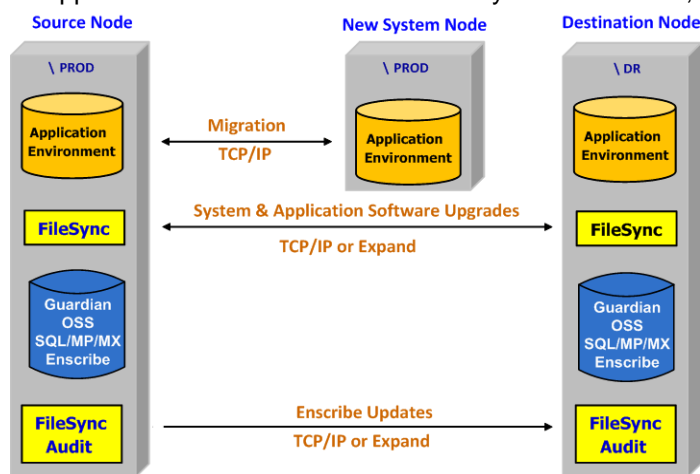 Source Node
New System Node
Destination Node
\ PROD
\ PROD
\ DR
Application
Environment
Migration
TCP/IP
Application
Environment
Application
Environment
System & Application Software Upgrades
FileSync
FileSync
TCP/IP or Expand
Guardian
OSS
SQL/MP/MX
Enscribe
Guardian
OSS
SQL/MP/MX
Enscribe
Enscribe Updates
FileSync
Audit
TCP/IP or Expand
FileSync
Audit